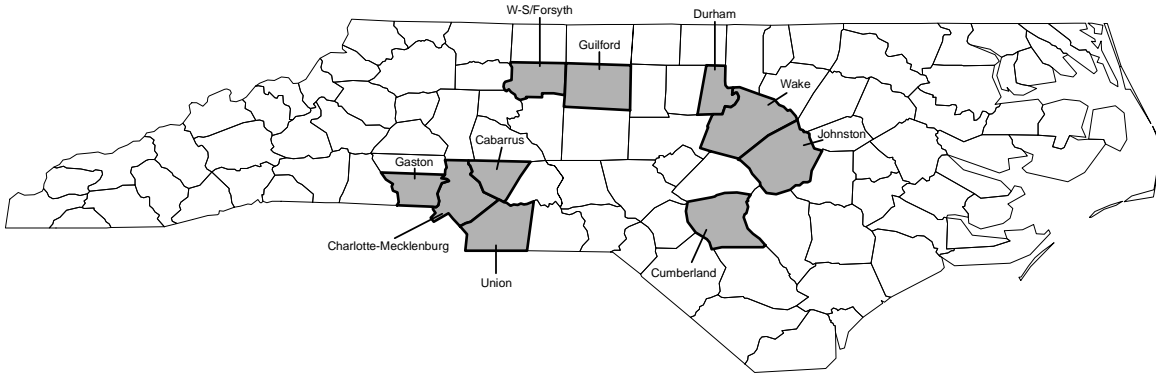 W-S/Forsyth
Durham
Guilford
Wake
Johnston
Cabarrus
Gaston
Charlotte-Mecklenburg
Cumberland
Union